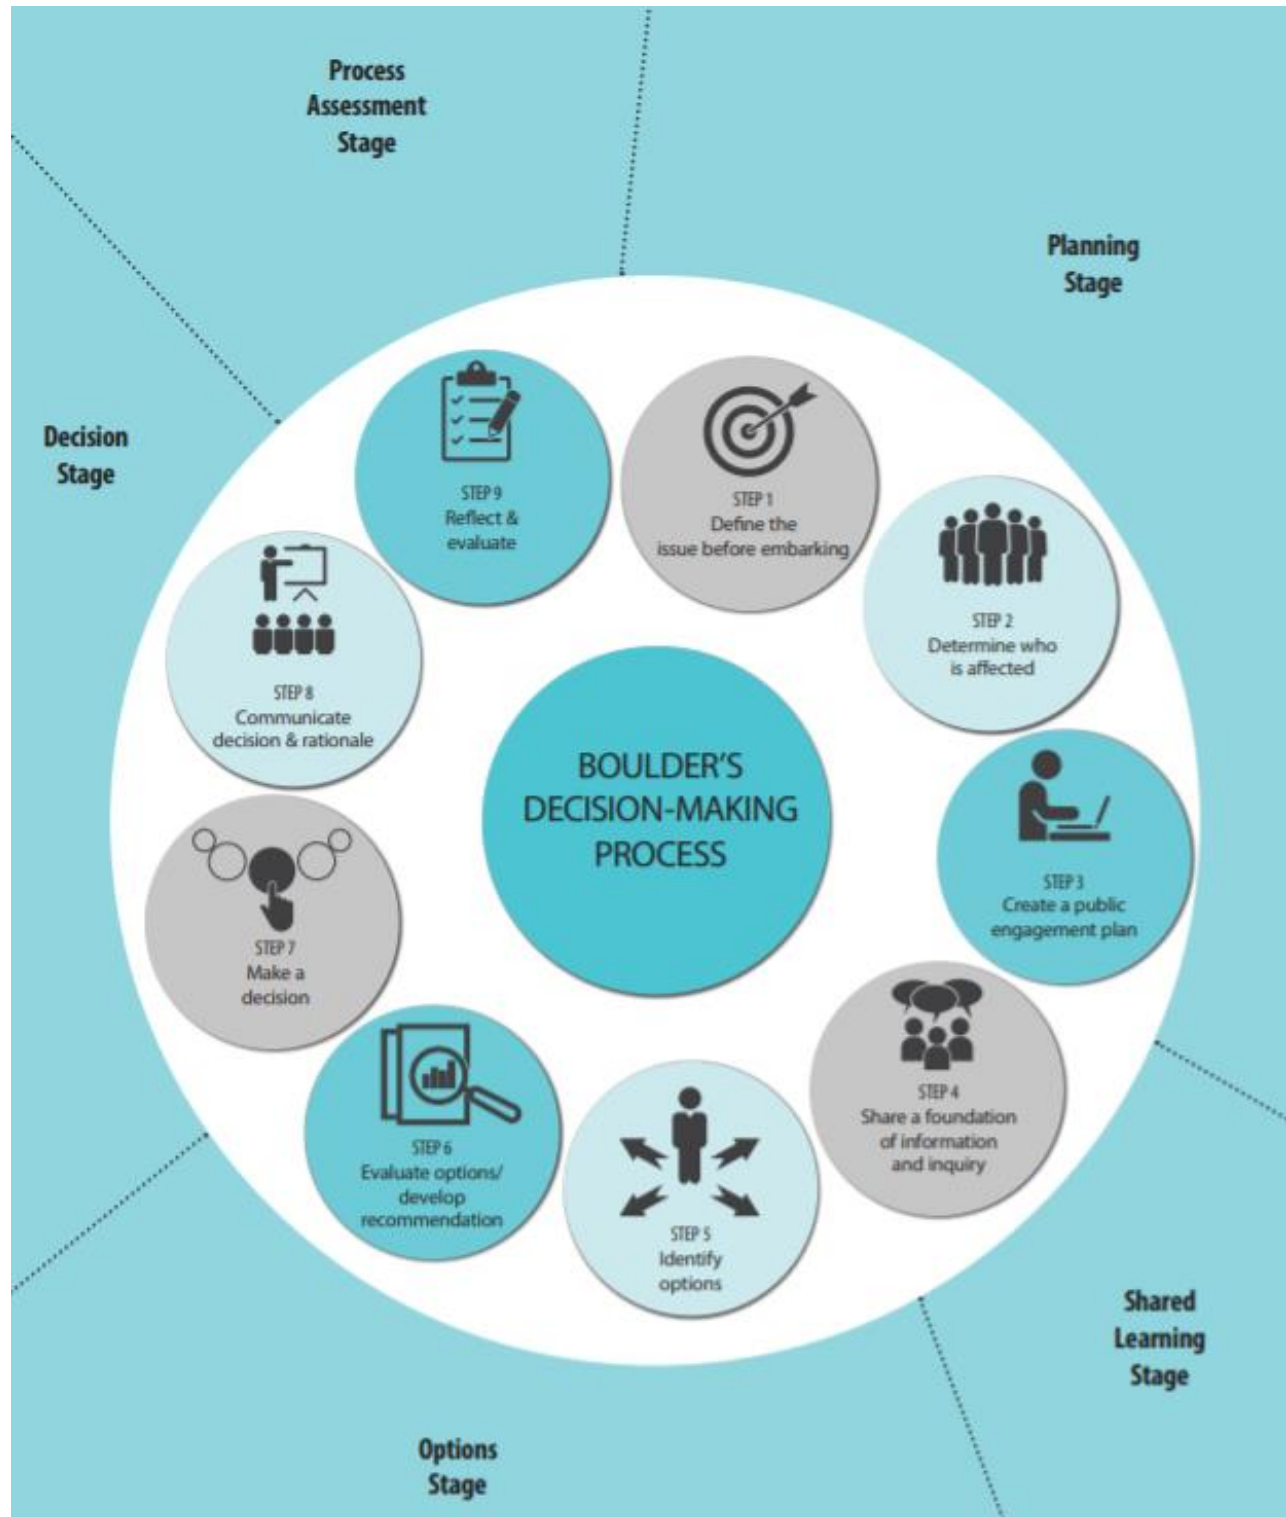 Process
Assessment
Stage
Planning
Stage
Decision
Stage
STEP 9
Reflect &
evaluate
STEP 1
Define the
issue before embarking
STEP 2
Determine who
is affected
STEP 8
Communicate
decision & rationale
BOULDER'S
DECISION-MAKING
PROCESS
STEP 3
Create a public
engagement plan
STEP 7
Make a
decision
STEP 4
Share a foundation
of information
and inquiry
STEP 6
Evaluate options/
develop
recommendation
STEP 5
Identify
options
Shared
Learning
Stage
Options
Stage